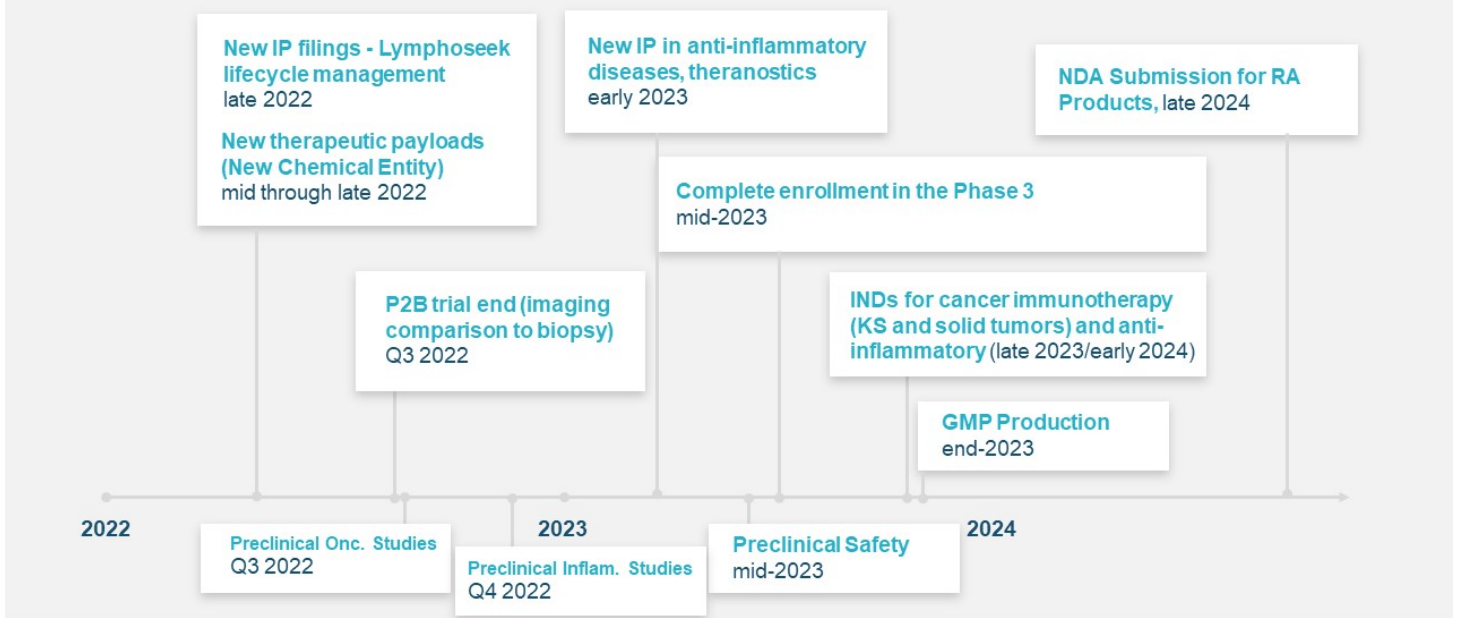 New IP filings - Lymphoseek
lifecycle management
late 2022
New therapeutic payloads
(New Chemical Entity)
mid through late 2022
New IP in anti-inflammatory
diseases, theranostics
early 2023
NDA Submission for RA
Products, late 2024
Complete enrollment in the Phase 3
mid-2023
P2B trial end (imaging
comparison to biopsy)
Q3 2022
INDs for cancer immunotherapy
(KS and solid tumors) and anti-
inflammatory (late 2023/early 2024)
GMP Production
end-2023
2022
2023
2024
Preclinical Onc. Studies
Q3 2022
Preclinical Inflam. Studies
Q4 2022
Preclinical Safety
mid-2023